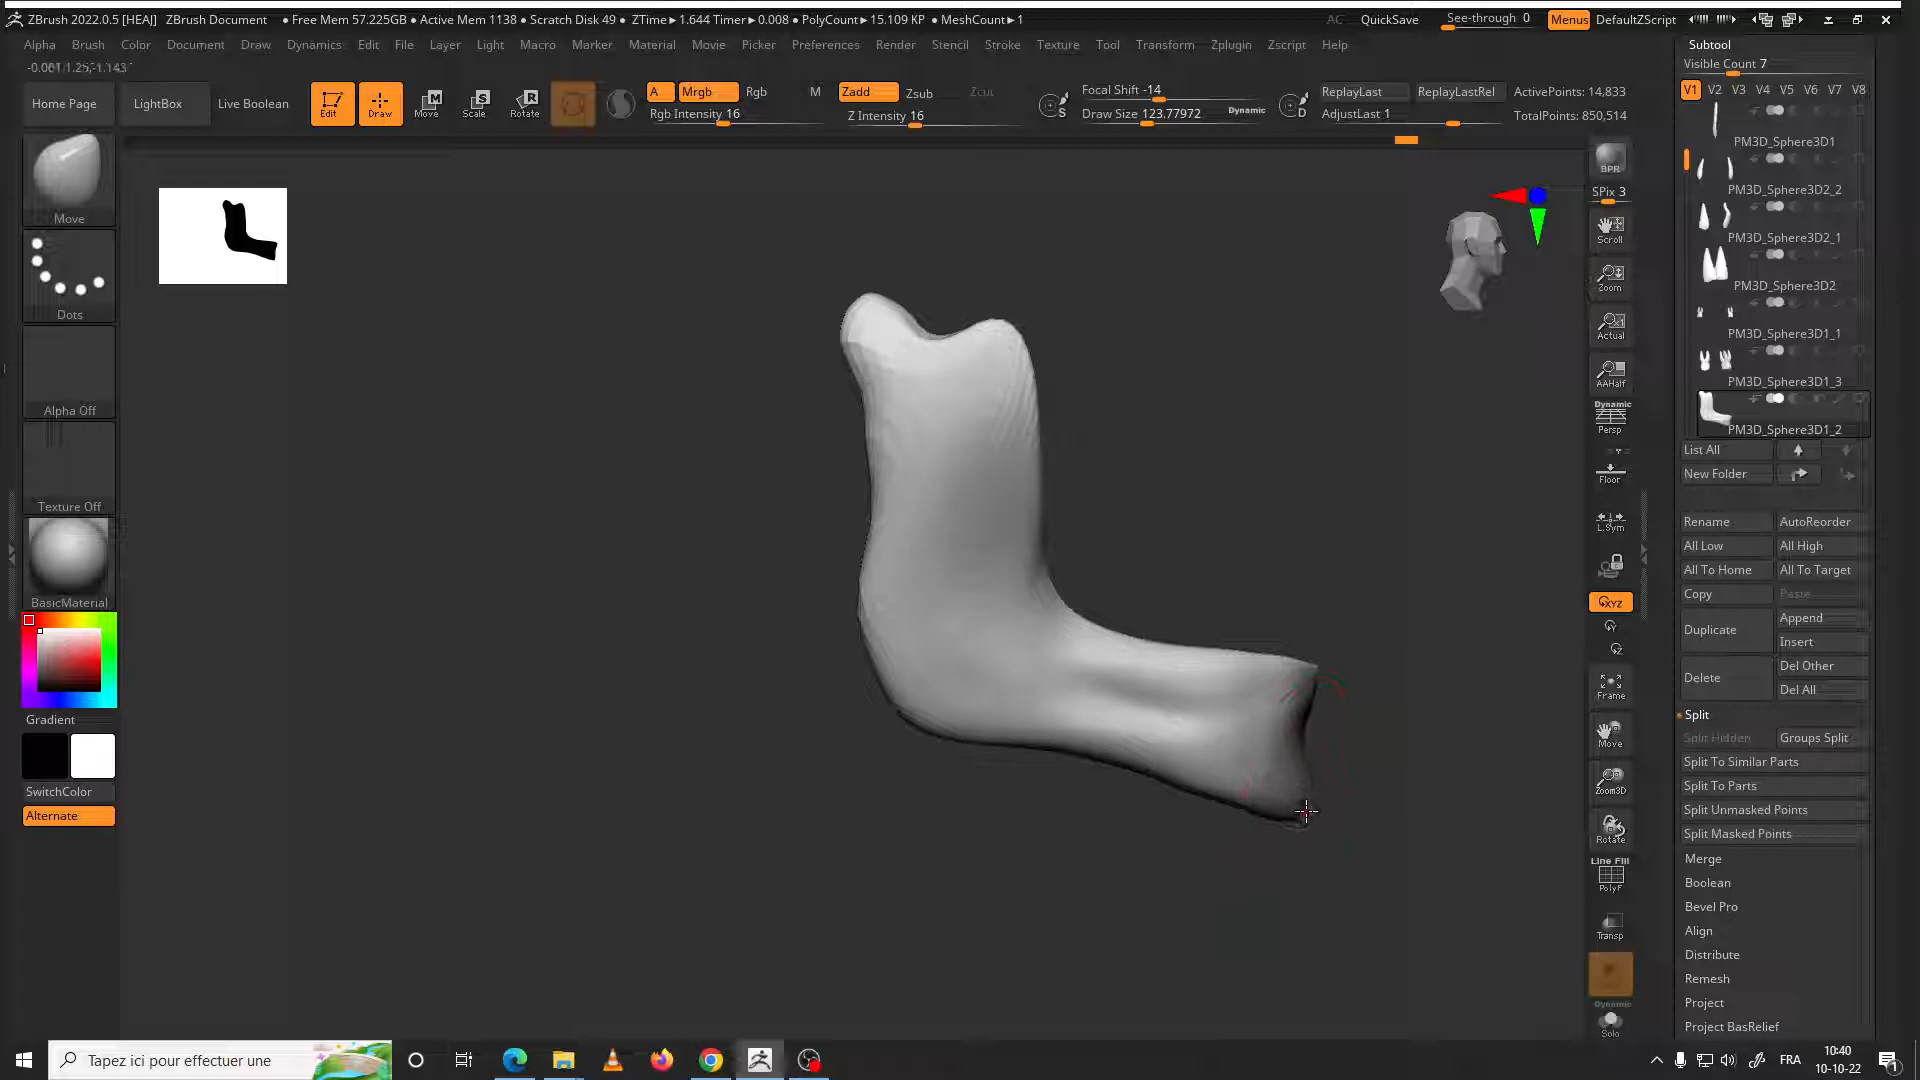 ZBrush 2022.0.5 [HEAJ] ZBrush Document • Free Mem 57.225GB • Active Mem 1138 • Scratch Disk 49 • ZTime►1.644 Timer►0.008 • PolyCount►15.109 KP • MeshCount►1 AC QuickSave See-through 0 Menus DefaultZScript
Alpha Brush Color Document Draw Dynamics Edit File Layer Light Macro Marker Material Movie Picker Preferences Render Stencil Stroke Texture Tool Transform Zplugin Zscript Help
Home Page LightBox Live Boolean Edit Draw Move Scale Rotate
A Mrgb Rgb M Zadd Zsub Zcut
Rgb Intensity 16 Z Intensity 16
Focal Shift -14
Draw Size 123.77972 Dynamic
S D
ReplayLast ReplayLastRel ActivePoints: 14,833
AdjustLast 1 TotalPoints: 850,514
Move
Dots
Alpha Off
Texture Off
BasicMaterial
Gradient
SwitchColor
Alternate
BPR
SPix 3
Scroll
Zoom
Actual
AAHalf
Dynamic
Persp
Floor
L.Sym
XYZ
Y
Z
Frame
Move
Zoom3D
Rotate
Line Fill
PolyF
Transp
Dynamic
Solo
Subtool
Visible Count 7
V1 V2 V3 V4 V5 V6 V7 V8
PM3D_Sphere3D1
PM3D_Sphere3D2_2
PM3D_Sphere3D2_1
PM3D_Sphere3D2
PM3D_Sphere3D1_1
PM3D_Sphere3D1_3
PM3D_Sphere3D1_2
List All
New Folder
Rename AutoReorder
All Low All High
All To Home All To Target
Copy Paste
Duplicate Append
Insert
Delete Del Other
Del All
Split
Split Hidden Groups Split
Split To Similar Parts
Split To Parts
Split Unmasked Points
Split Masked Points
Merge
Boolean
Bevel Pro
Align
Distribute
Remesh
Project
Project BasRelief
Tapez ici pour effectuer une
FRA 10:40
10-10-22
1